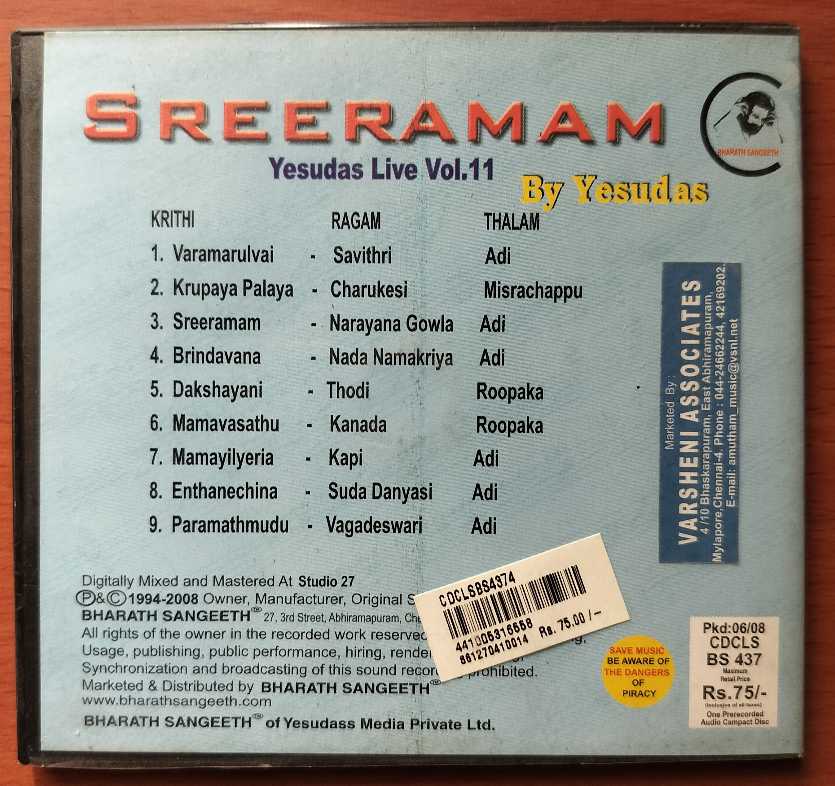 SREERAMAM
Yesudas Live Vol.11
By Yesudas
BHARATH SANGEETH
KRITHI RAGAM THALAM
1. Varamarulvai - Savithri Adi
2. Krupaya Palaya - Charukesi Misrachappu
3. Sreeramam - Narayana Gowla Adi
4. Brindavana - Nada Namakriya Adi
5. Dakshayani - Thodi Roopaka
6. Mamavasathu - Kanada Roopaka
7. Mamayilyeria - Kapi Adi
8. Enthanechina - Suda Danyasi Adi
9. Paramathmudu - Vagadeswari Adi
Marketed By:
VARSHENI ASSOCIATES
4 /10 Bhaskarapuram, East Abhiramapuram,
Mylapore,Chennai-4. Phone : 044-24662244, 42169202,
E-mail: amutham_music@vsnl.net
Digitally Mixed and Mastered At Studio 27
Ⓟ&© 1994-2008 Owner, Manufacturer, Original
BHARATH SANGEETH 27, 3rd Street, Abhiramapuram,
All rights of the owner in the recorded work reserved
Usage, publishing, public performance, hiring,
Synchronization and broadcasting of this sound prohibited.
Marketed & Distributed by BHARATH SANGEETH
www.bharathsangeeth.com
BHARATH SANGEETH of Yesudass Media Private Ltd.
CDCLSBS4374
441005316558
661270410014 Rs. 75.00 /-
SAVE MUSIC
BE AWARE OF
THE DANGERS
OF
PIRACY
Pkd:06/08
CDCLS
BS 437
Maximum
Retail Price
Rs.75/-
(Inclusive of all taxes)
One Prerecorded
Audio Compact Disc